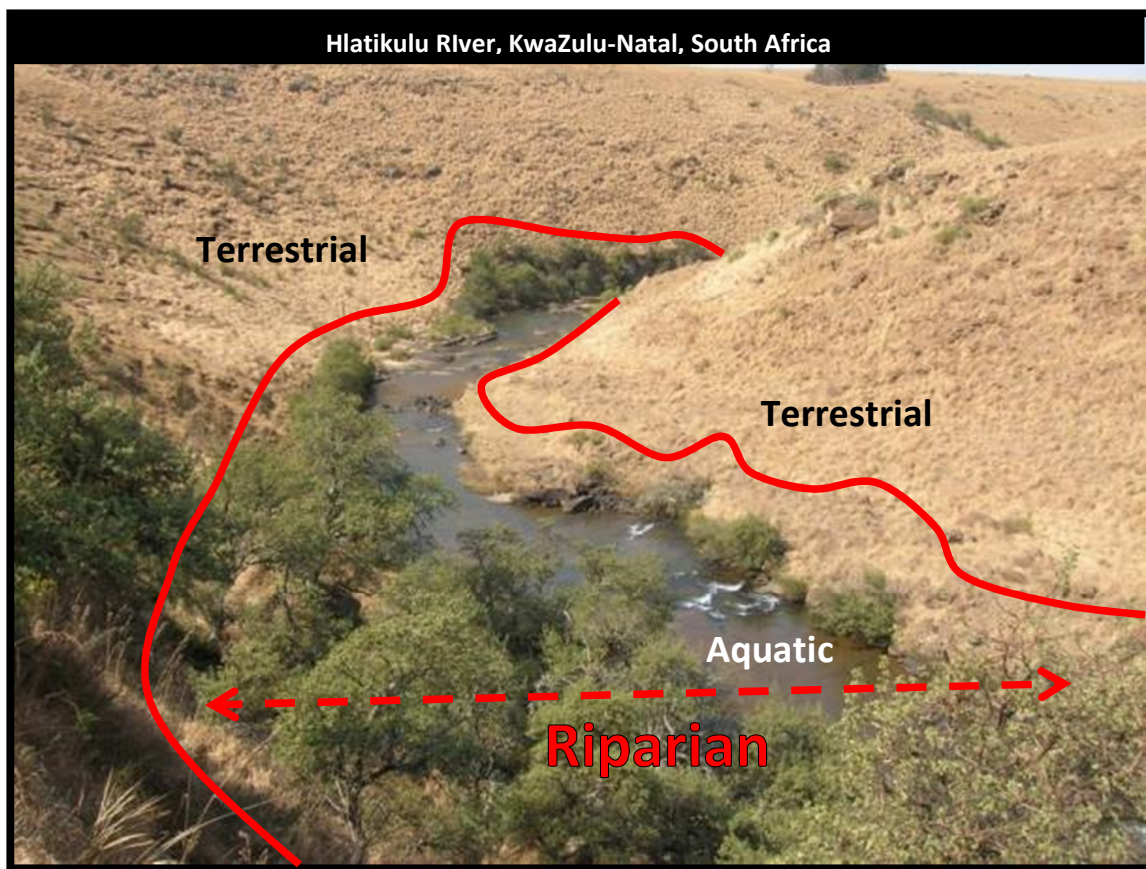 Hlatikulu RIver, KwaZulu-Natal, South Africa
Terrestrial
Terrestrial
Aquatic
Riparian